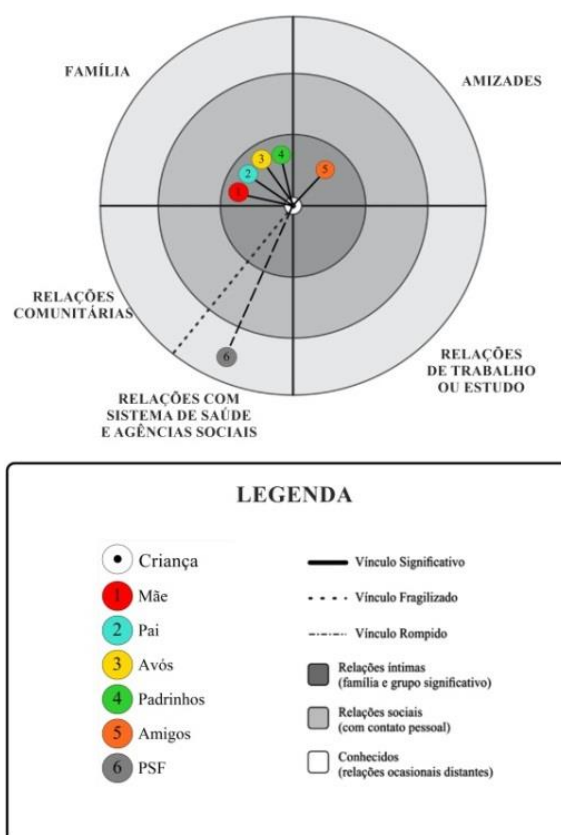 FAMÍLIA
AMIZADES
4
3
5
2
1
RELAÇÕES
COMUNITÁRIAS
6
RELAÇÕES
DE TRABALHO
OU ESTUDO
RELAÇÕES COM
SISTEMA DE SAÚDE
E AGÊNCIAS SOCIAIS
LEGENDA
Criança
1 Mãe
2 Pai
3 Avós
4 Padrinhos
5 Amigos
6 PSF
Vínculo Significativo
Vínculo Fragilizado
Vínculo Rompido
Relações íntimas
(família e grupo significativo)
Relações sociais
(com contato pessoal)
Conhecidos
(relações ocasionais distantes)